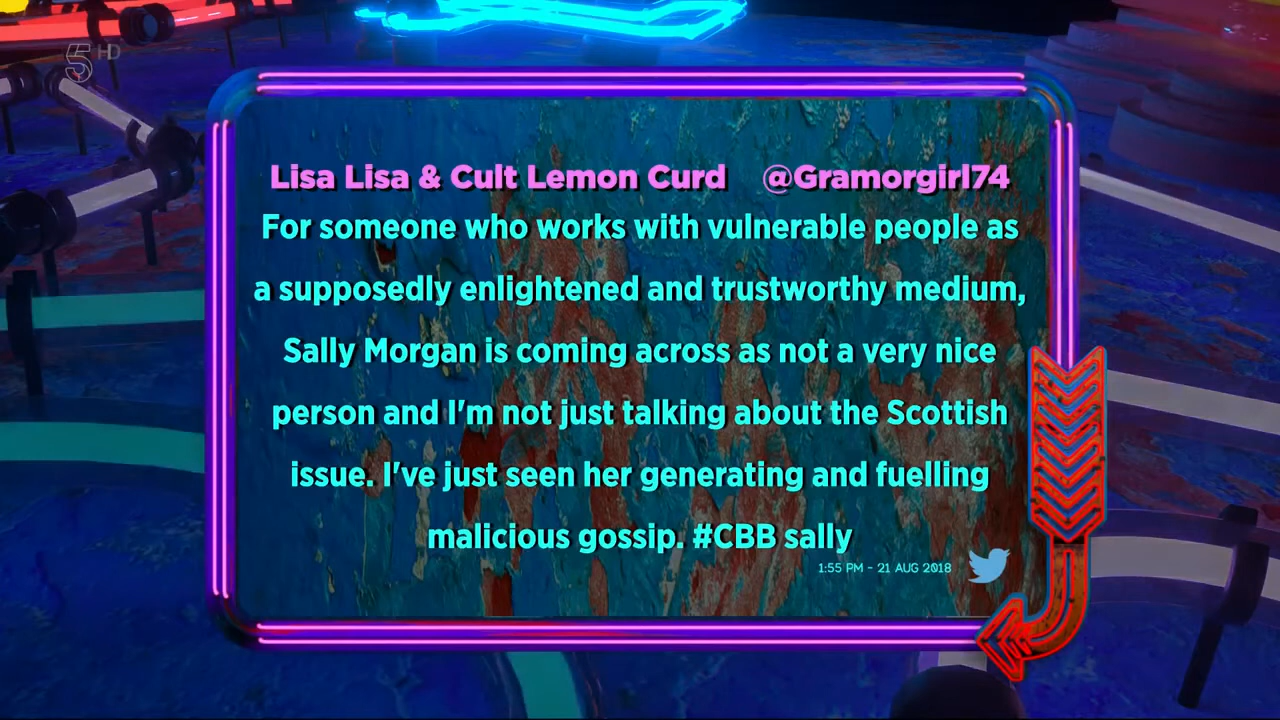 5 HD
Lisa Lisa & Cult Lemon Curd @Gramorgirl74
For someone who works with vulnerable people as
a supposedly enlightened and trustworthy medium,
Sally Morgan is coming across as not a very nice
person and I'm not just talking about the Scottish
issue. I've just seen her generating and fuelling
malicious gossip. #CBB sally
1:55 PM - 21 AUG 2018